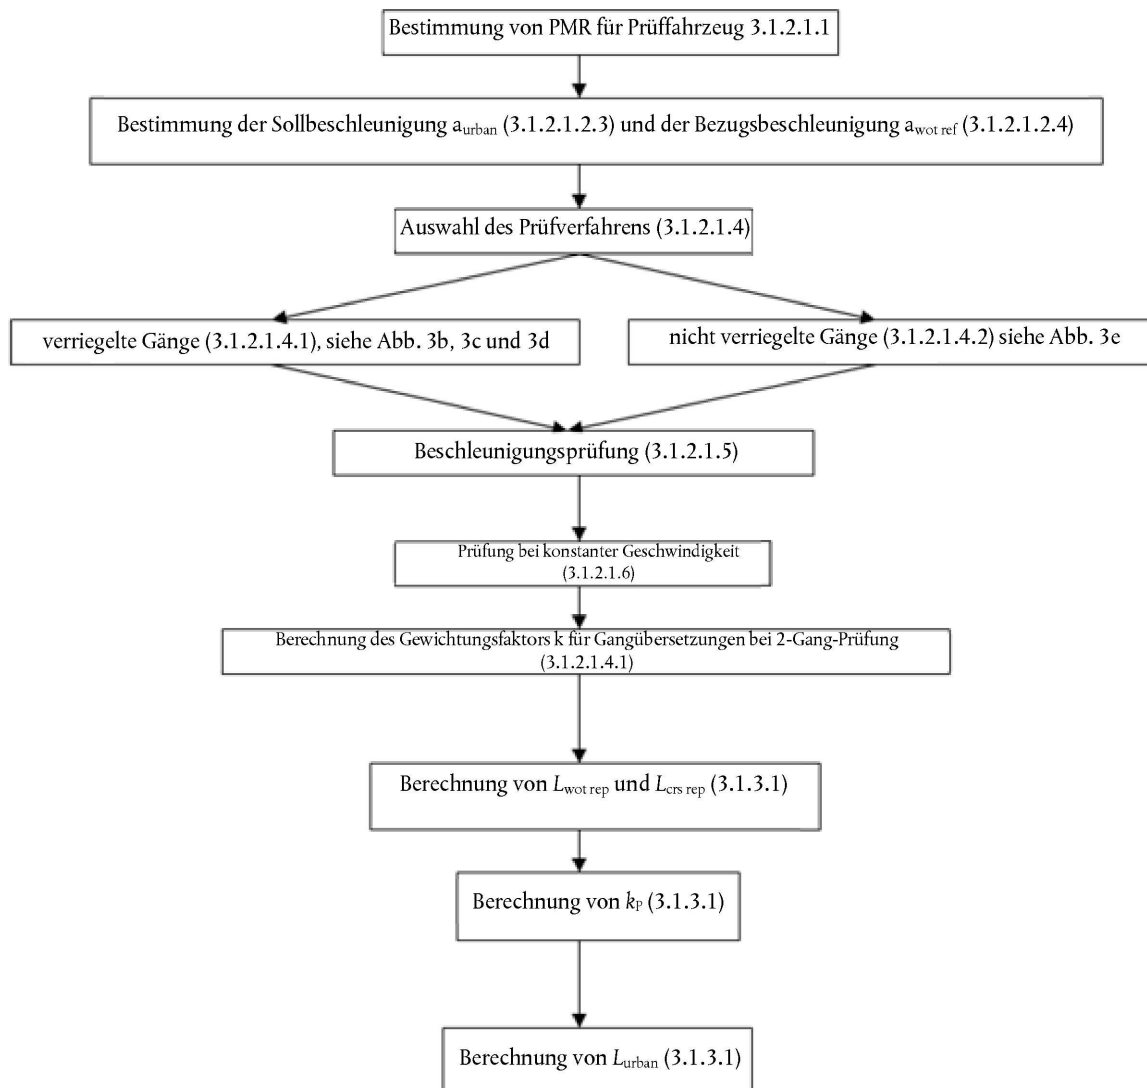 Bestimmung von PMR für Prüffahrzeug 3.1.2.1.1
Bestimmung der Sollbeschleunigung a_urban (3.1.2.1.2.3) und der Bezugsbeschleunigung a_wot ref (3.1.2.1.2.4)
Auswahl des Prüfverfahrens (3.1.2.1.4)
verriegelte Gänge (3.1.2.1.4.1), siehe Abb. 3b, 3c und 3d
nicht verriegelte Gänge (3.1.2.1.4.2) siehe Abb. 3e
Beschleunigungsprüfung (3.1.2.1.5)
Prüfung bei konstanter Geschwindigkeit
(3.1.2.1.6)
Berechnung des Gewichtungsfaktors k für Gangübersetzungen bei 2-Gang-Prüfung
(3.1.2.1.4.1)
Berechnung von L_wot rep und L_crs rep (3.1.3.1)
Berechnung von k_P (3.1.3.1)
Berechnung von L_urban (3.1.3.1)